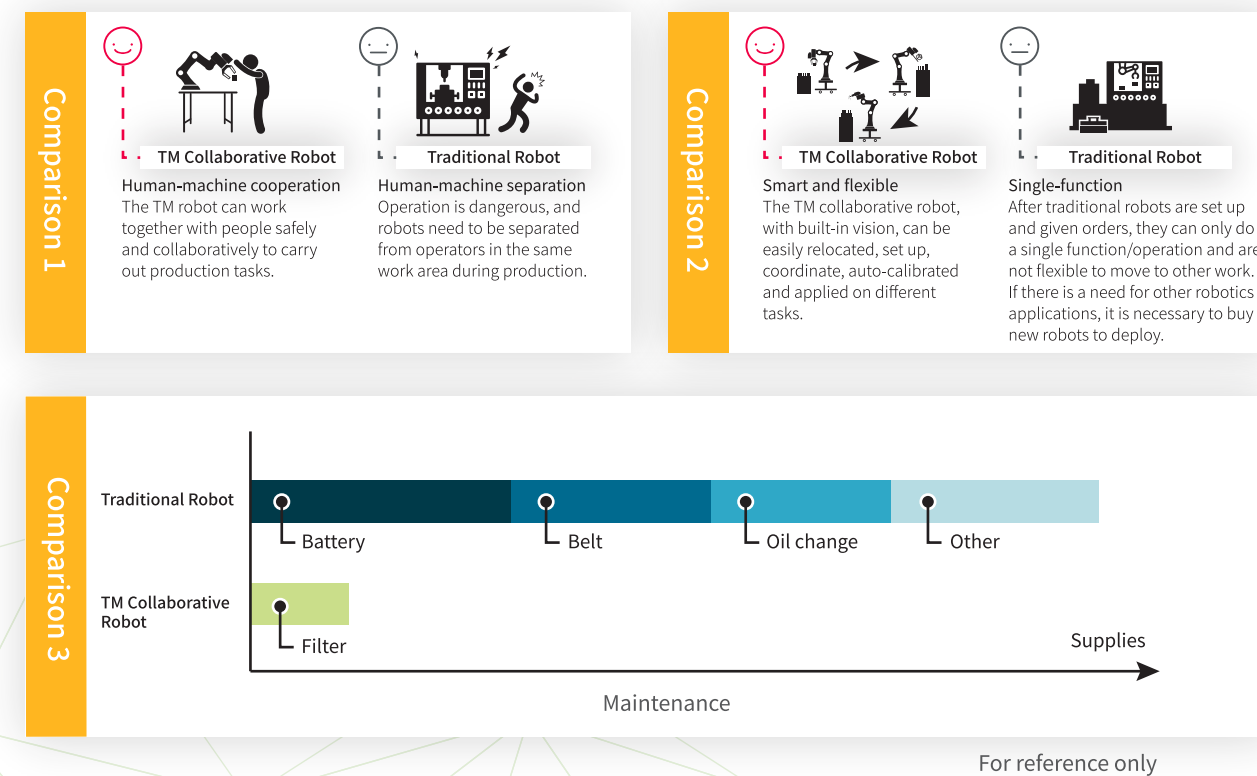 Comparison 1
TM Collaborative Robot
Human-machine cooperation
The TM robot can work
together with people safely
and collaboratively to carry
out production tasks.
Traditional Robot
Human-machine separation
Operation is dangerous, and
robots need to be separated
from operators in the same
work area during production.
Comparison 2
TM Collaborative Robot
Smart and flexible
The TM collaborative robot,
with built-in vision, can be
easily relocated, set up,
coordinate, auto-calibrated
and applied on different
tasks.
Traditional Robot
Single-function
After traditional robots are set up
and given orders, they can only do
a single function/operation and are
not flexible to move to other work.
If there is a need for other robotics
applications, it is necessary to buy
new robots to deploy.
Comparison 3
Traditional Robot
Battery
Belt
Oil change
Other
TM Collaborative
Robot
Filter
Supplies
Maintenance
For reference only